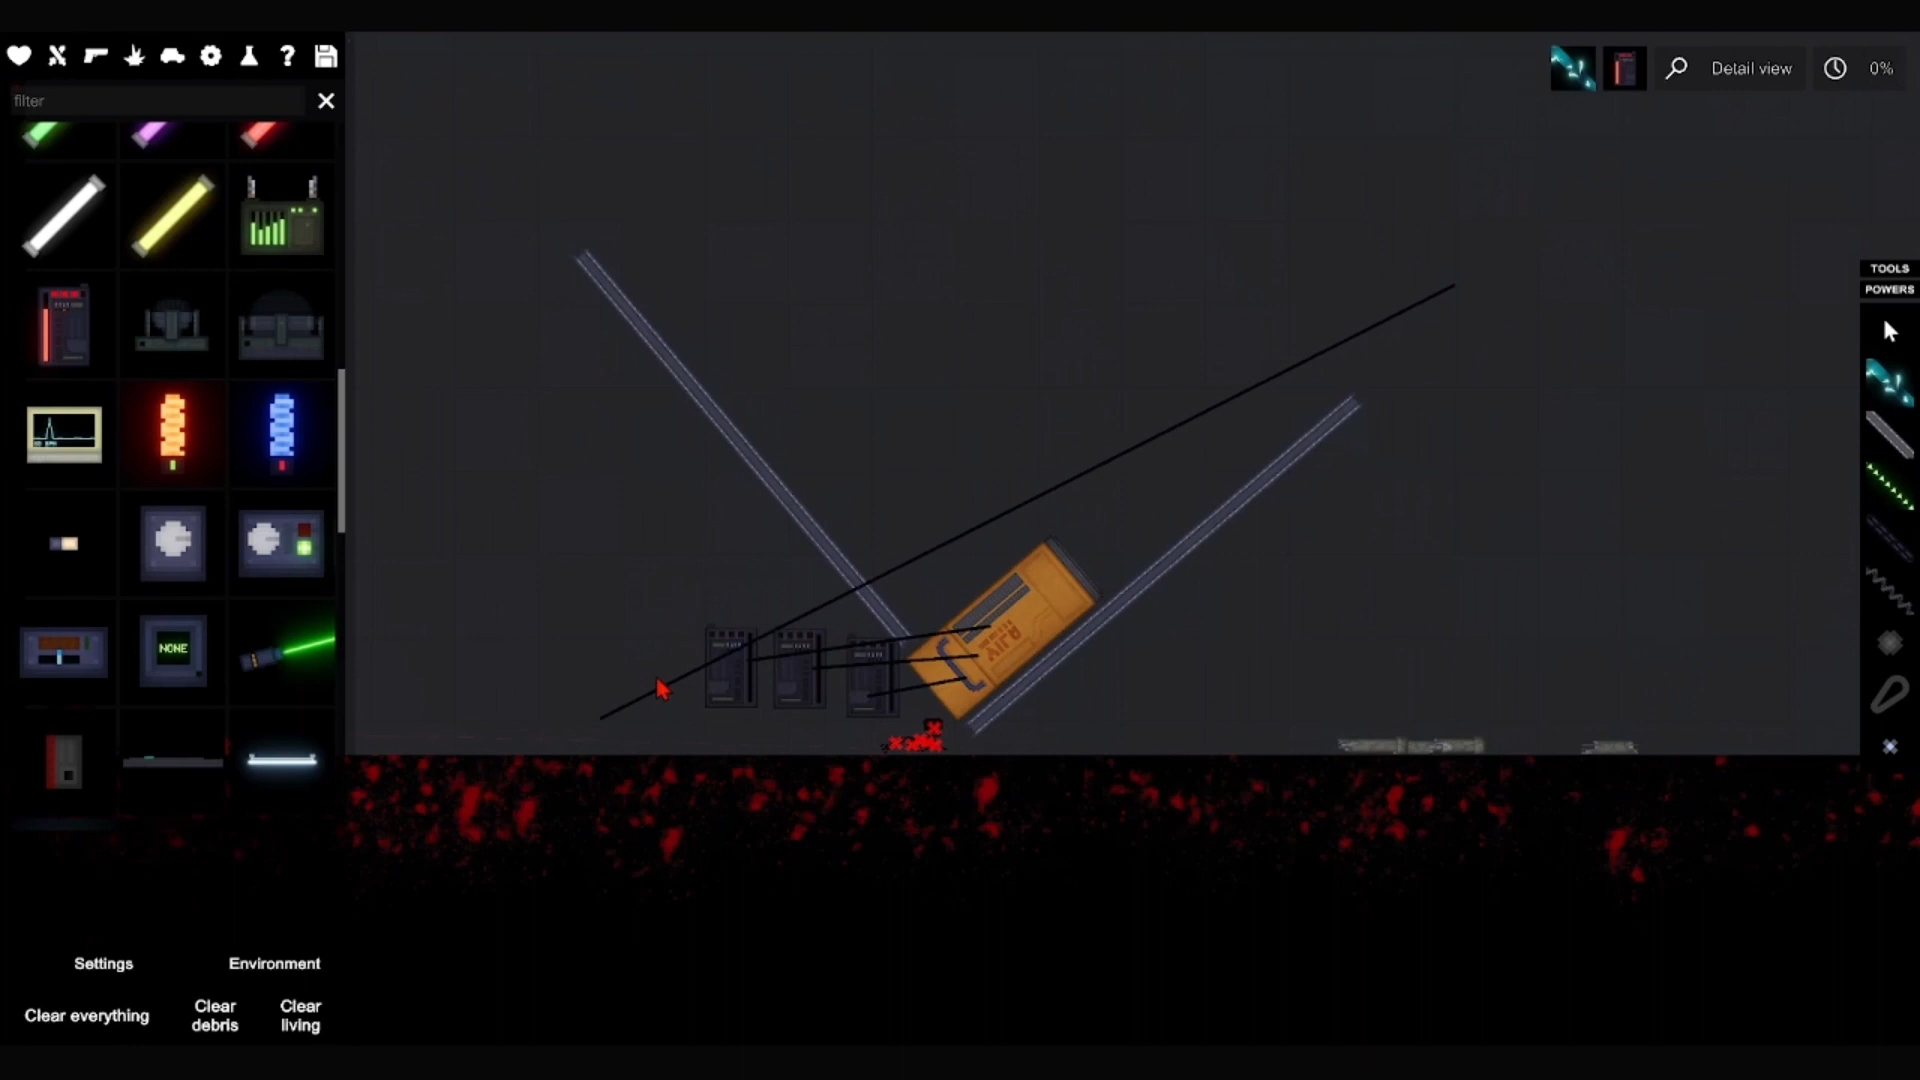 ?
Detail view
0%
filter
TOOLS
POWERS
NONE
Settings
Environment
Clear everything
Clear
debris
Clear
living